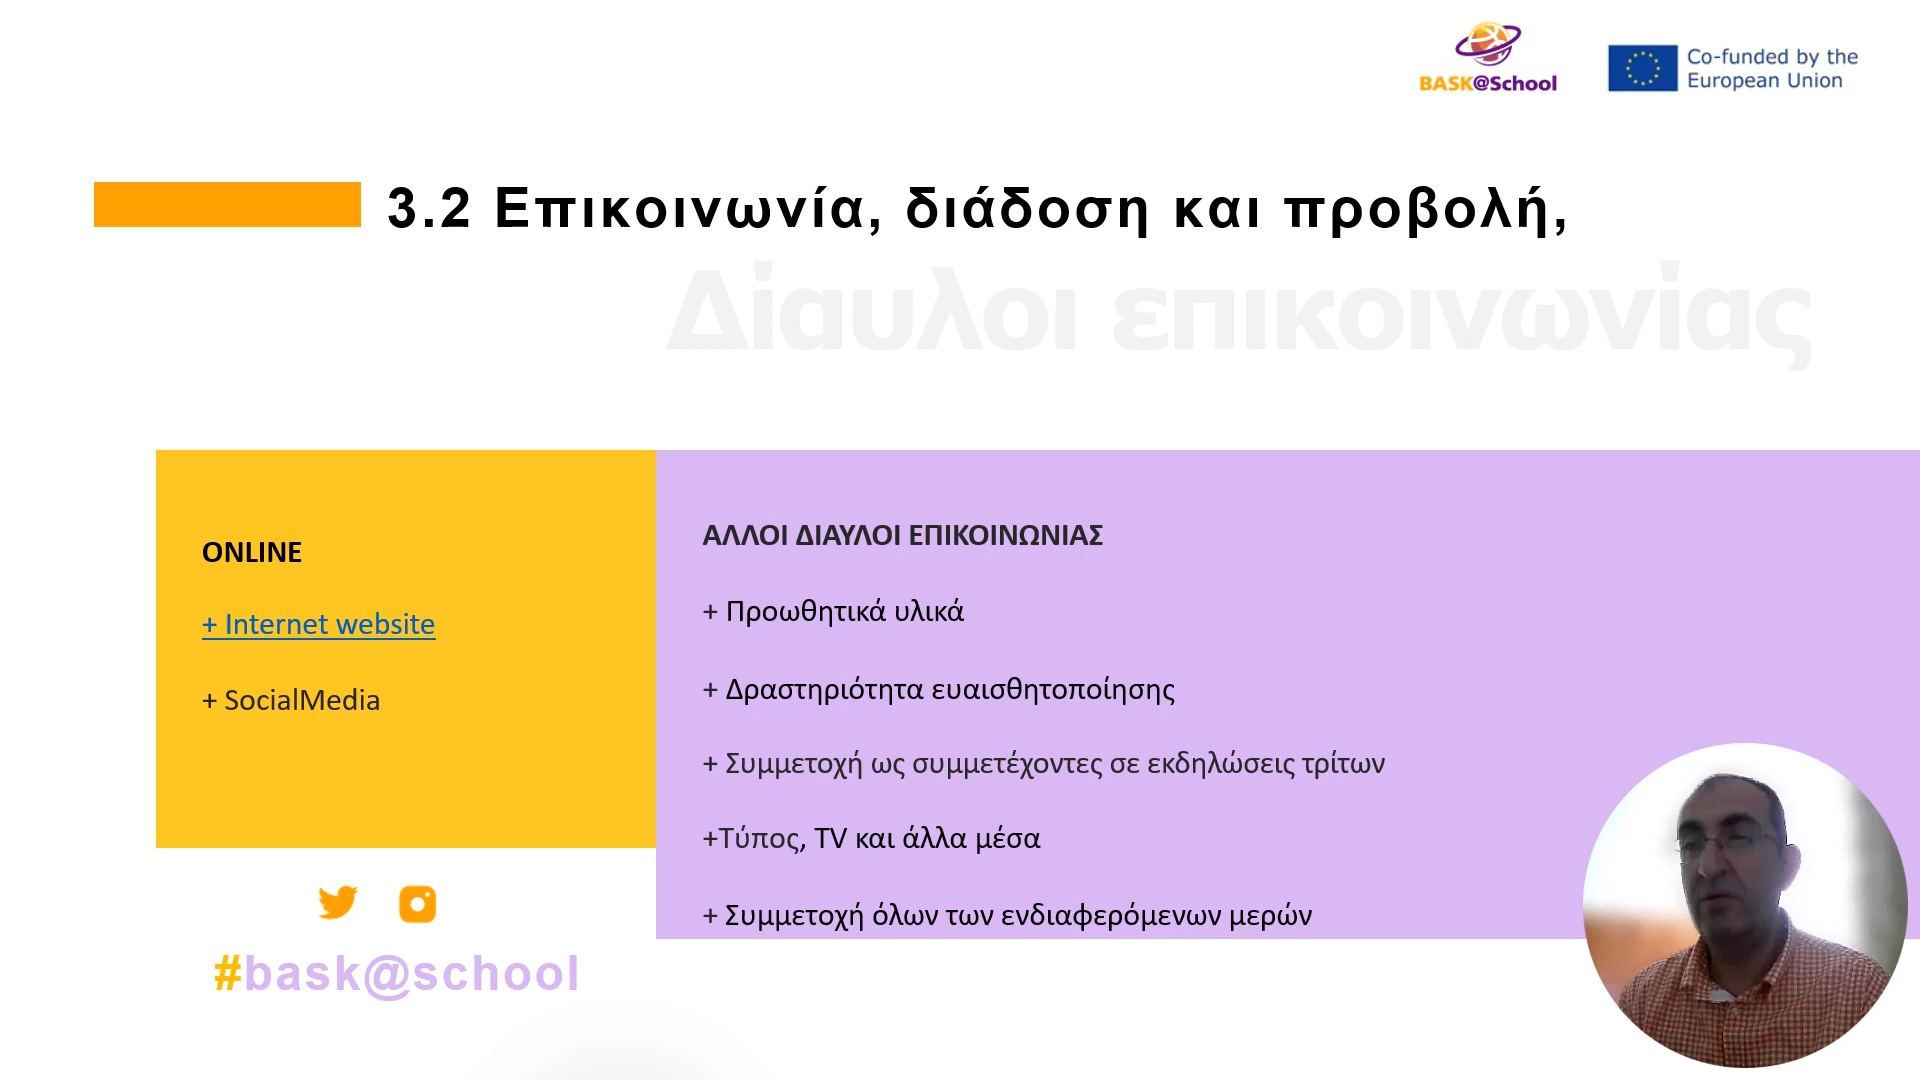 BASK@School
Co-funded by the
European Union
3.2 Επικοινωνία, διάδοση και προβολή,
Δίαυλοι επικοινωνίας
ONLINE
+ Internet website
+ SocialMedia
ΑΛΛΟΙ ΔΙΑΥΛΟΙ ΕΠΙΚΟΙΝΩΝΙΑΣ
+ Προωθητικά υλικά
+ Δραστηριότητα ευαισθητοποίησης
+ Συμμετοχή ως συμμετέχοντες σε εκδηλώσεις τρίτων
+Τύπος, TV και άλλα μέσα
+ Συμμετοχή όλων των ενδιαφερόμενων μερών
#bask@school